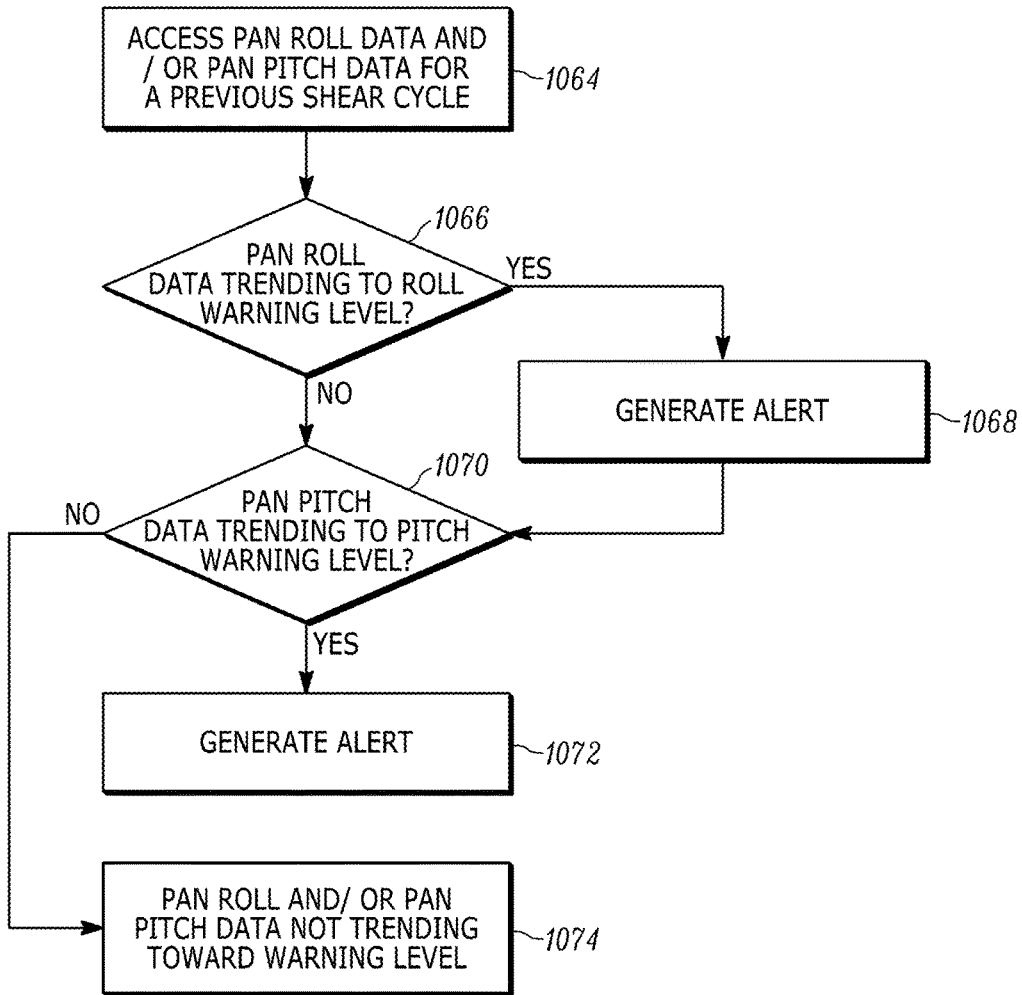 ACCESS PAN ROLL DATA AND
/ OR PAN PITCH DATA FOR
A PREVIOUS SHEAR CYCLE
1064
1066
PAN ROLL
DATA TRENDING TO ROLL
WARNING LEVEL?
YES
NO
GENERATE ALERT
1068
1070
PAN PITCH
DATA TRENDING TO PITCH
WARNING LEVEL?
NO
YES
GENERATE ALERT
1072
PAN ROLL AND/ OR PAN
PITCH DATA NOT TRENDING
TOWARD WARNING LEVEL
1074